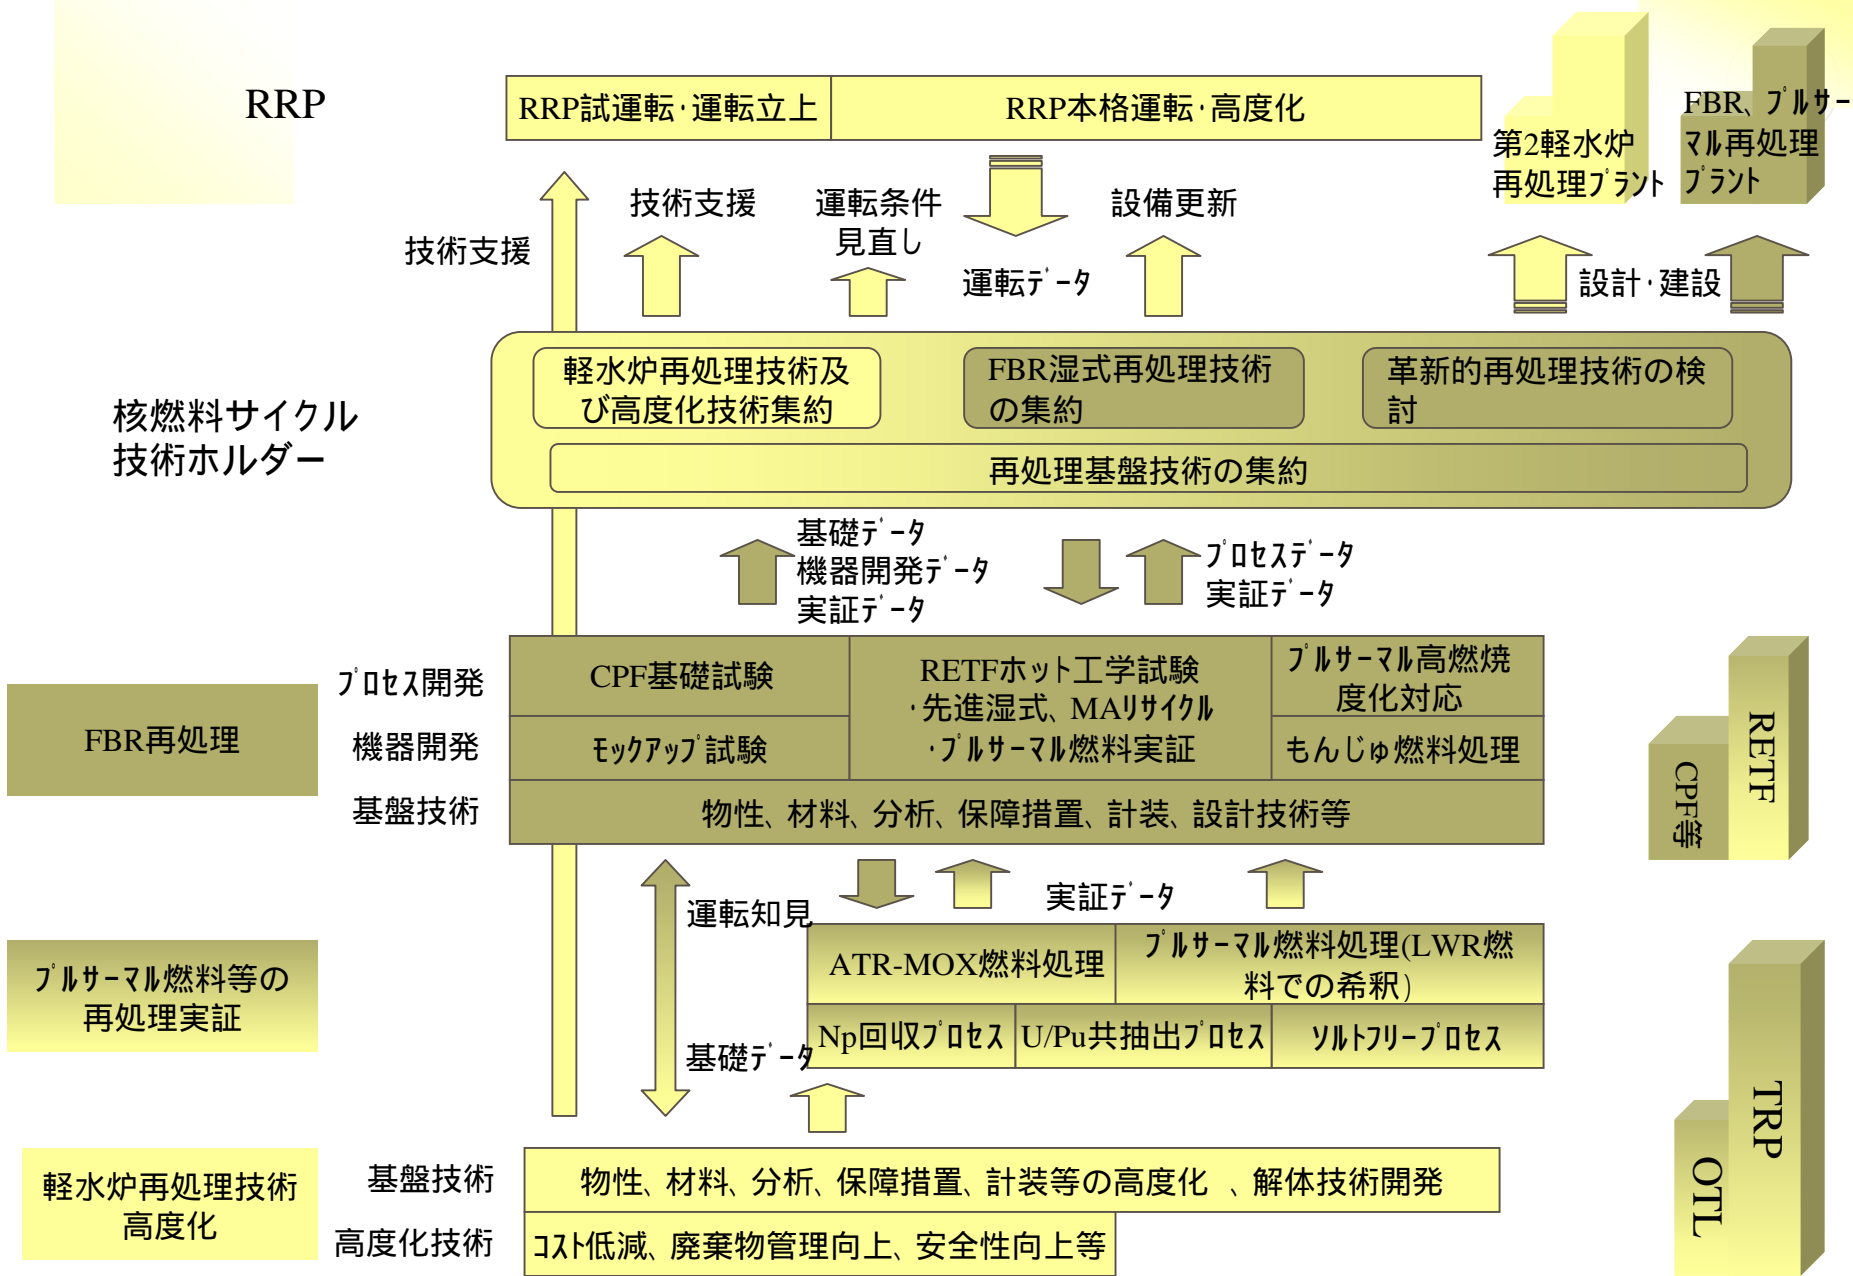 RRP
RRP試運転・運転立上
RRP本格運転・高度化
FBR、プルサー
マル再処理
プラント
第2軽水炉
再処理プラント
技術支援
技術支援
運転条件
見直し
運転データ
設備更新
設計・建設
核燃料サイクル
技術ホルダー
軽水炉再処理技術及
び高度化技術集約
FBR湿式再処理技術
の集約
革新的再処理技術の検
討
再処理基盤技術の集約
基礎データ
機器開発データ
実証データ
プロセスデータ
実証データ
FBR再処理
プロセス開発
機器開発
基盤技術
CPF基礎試験
モックアップ試験
RETFホット工学試験
・先進湿式、MAリサイクル
・プルサーマル燃料実証
プルサーマル高燃焼
度化対応
もんじゅ燃料処理
物性、材料、分析、保障措置、計装、設計技術等
RETF
CPF等
運転知見
実証データ
プルサーマル燃料等の
再処理実証
ATR-MOX燃料処理
プルサーマル燃料処理(LWR燃
料での希釈)
Np回収プロセス
U/Pu共抽出プロセス
ソルトフリープロセス
基礎データ
TRP
OTL
軽水炉再処理技術
高度化
基盤技術
物性、材料、分析、保障措置、計装等の高度化 、解体技術開発
高度化技術
コスト低減、廃棄物管理向上、安全性向上等